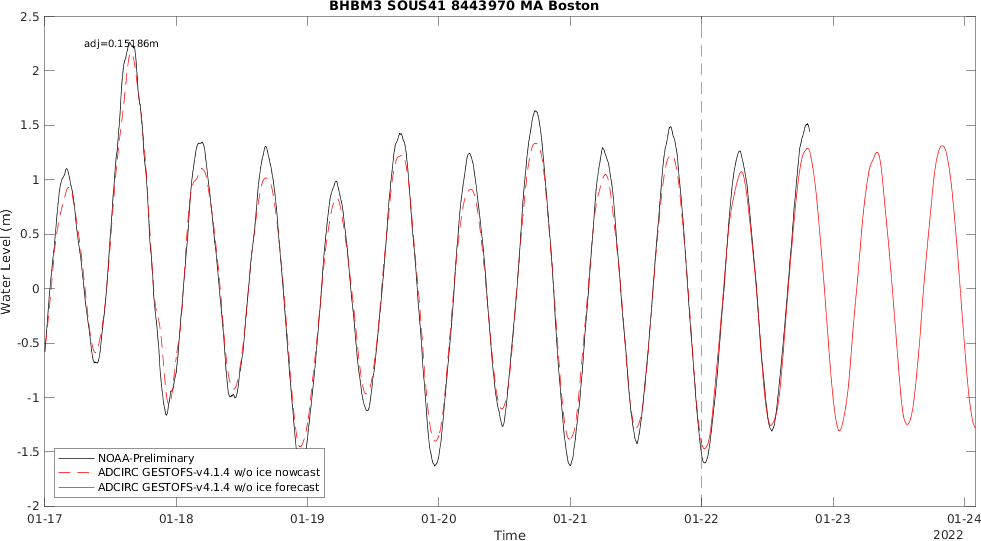 BHBM3 SOUS41 8443970 MA Boston
adj=0.15186m
2.5
2
1.5
1
0.5
0
-0.5
-1
-1.5
-2
Water Level (m)
NOAA-Preliminary
ADCIRC GESTOFS-v4.1.4 w/o ice nowcast
ADCIRC GESTOFS-v4.1.4 w/o ice forecast
01-17 01-18 01-19 01-20 01-21 01-22 01-23 01-24
Time
2022